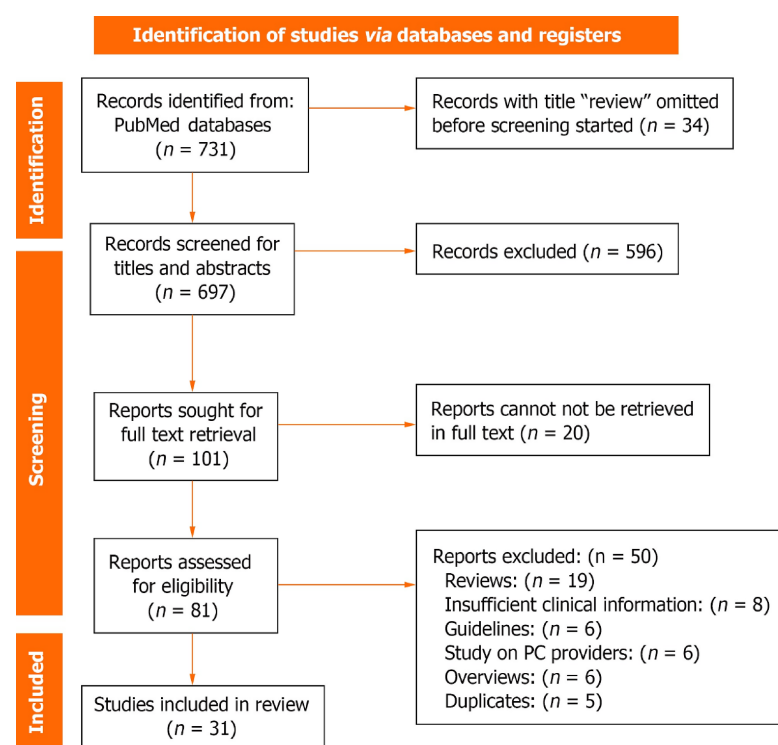 Identification of studies via databases and registers
Identification
Records identified from:
PubMed databases
(n = 731)
Records with title “review” omitted
before screening started (n = 34)
Records screened for
titles and abstracts
(n = 697)
Records excluded (n = 596)
Screening
Reports sought for
full text retrieval
(n = 101)
Reports cannot not be retrieved
in full text (n = 20)
Reports assessed
for eligibility
(n = 81)
Reports excluded: (n = 50)
Reviews: (n = 19)
Insufficient clinical information: (n = 8)
Guidelines: (n = 6)
Study on PC providers: (n = 6)
Overviews: (n = 6)
Duplicates: (n = 5)
Included
Studies included in review
(n = 31)